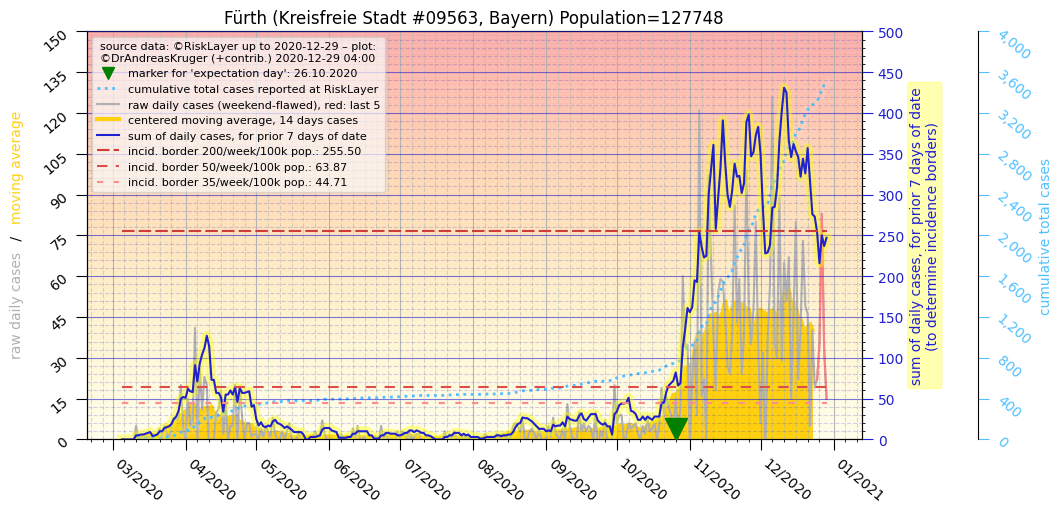 Fürth (Kreisfreie Stadt #09563, Bayern) Population=127748
source data: ©RiskLayer up to 2020-12-29 – plot:
©DrAndreasKruger (+contrib.) 2020-12-29 04:00
marker for 'expectation day': 26.10.2020
cumulative total cases reported at RiskLayer
raw daily cases (weekend-flawed), red: last 5
centered moving average, 14 days cases
sum of daily cases, for prior 7 days of date
incid. border 200/week/100k pop.: 255.50
incid. border 50/week/100k pop.: 63.87
incid. border 35/week/100k pop.: 44.71
raw daily cases / moving average
150
135
120
105
90
75
60
45
30
15
0
03/2020
04/2020
05/2020
06/2020
07/2020
08/2020
09/2020
10/2020
11/2020
12/2020
01/2021
500
450
400
350
300
250
200
150
100
50
0
sum of daily cases, for prior 7 days of date
(to determine incidence borders)
4,000
3,600
3,200
2,800
2,400
2,000
1,600
1,200
800
400
0
cumulative total cases